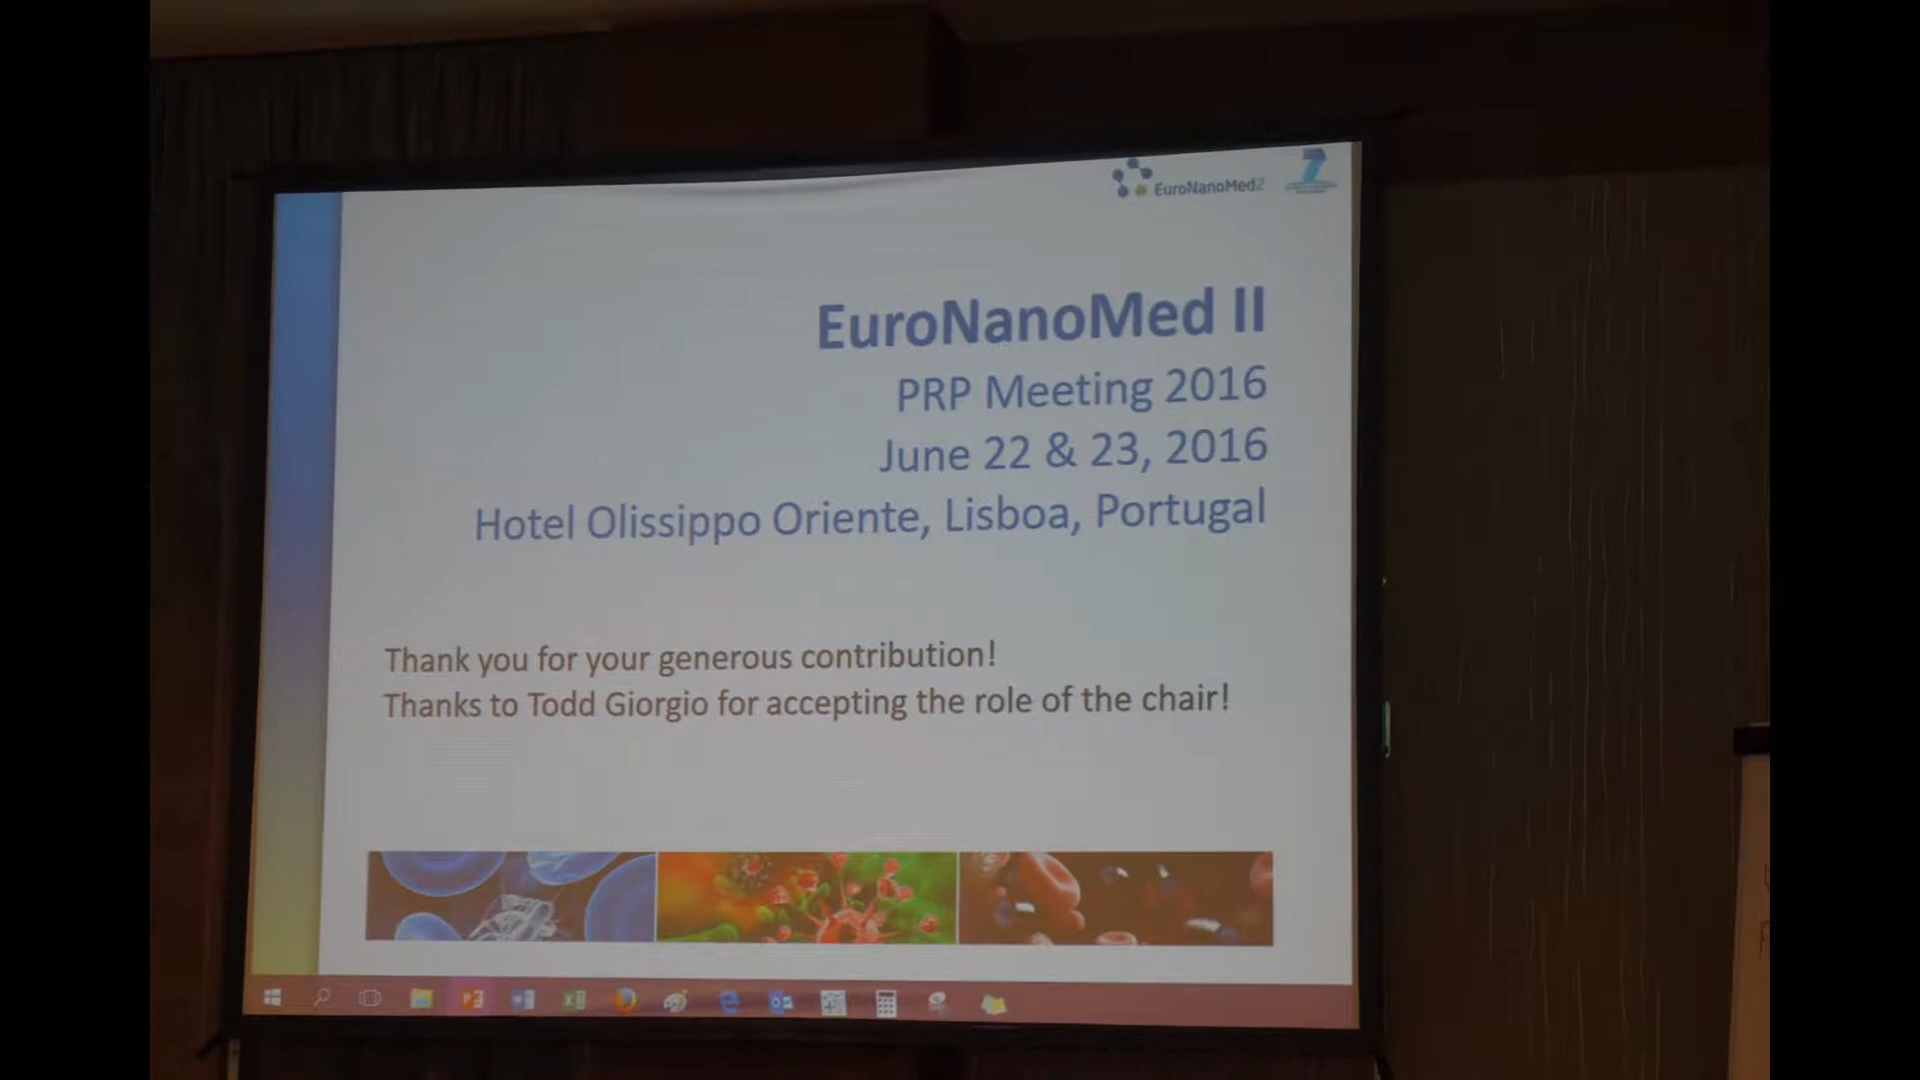 EuroNanoMed2
EuroNanoMed II
PRP Meeting 2016
June 22 & 23, 2016
Hotel Olissippo Oriente, Lisboa, Portugal
Thank you for your generous contribution!
Thanks to Todd Giorgio for accepting the role of the chair!